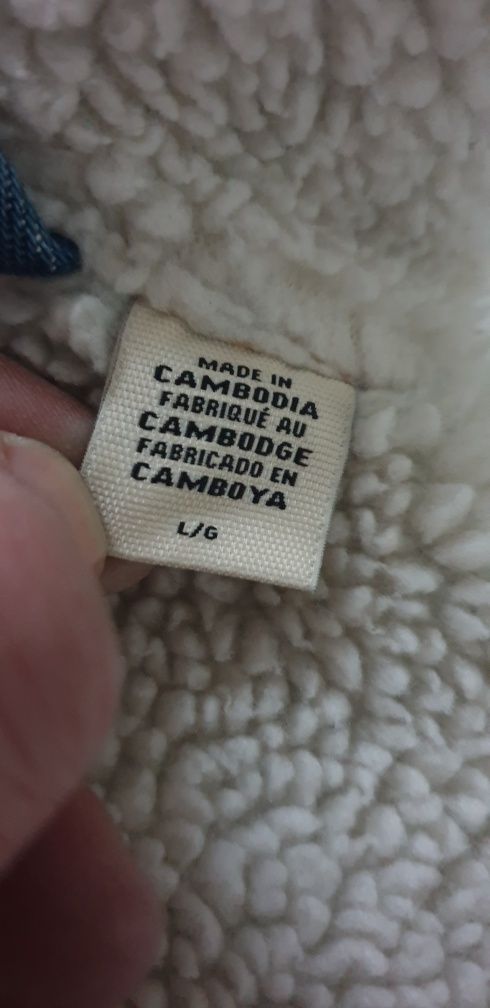 MADE IN
CAMBODIA
FABRIQUÉ AU
CAMBODGE
FABRICADO EN
CAMBOYA
L/G